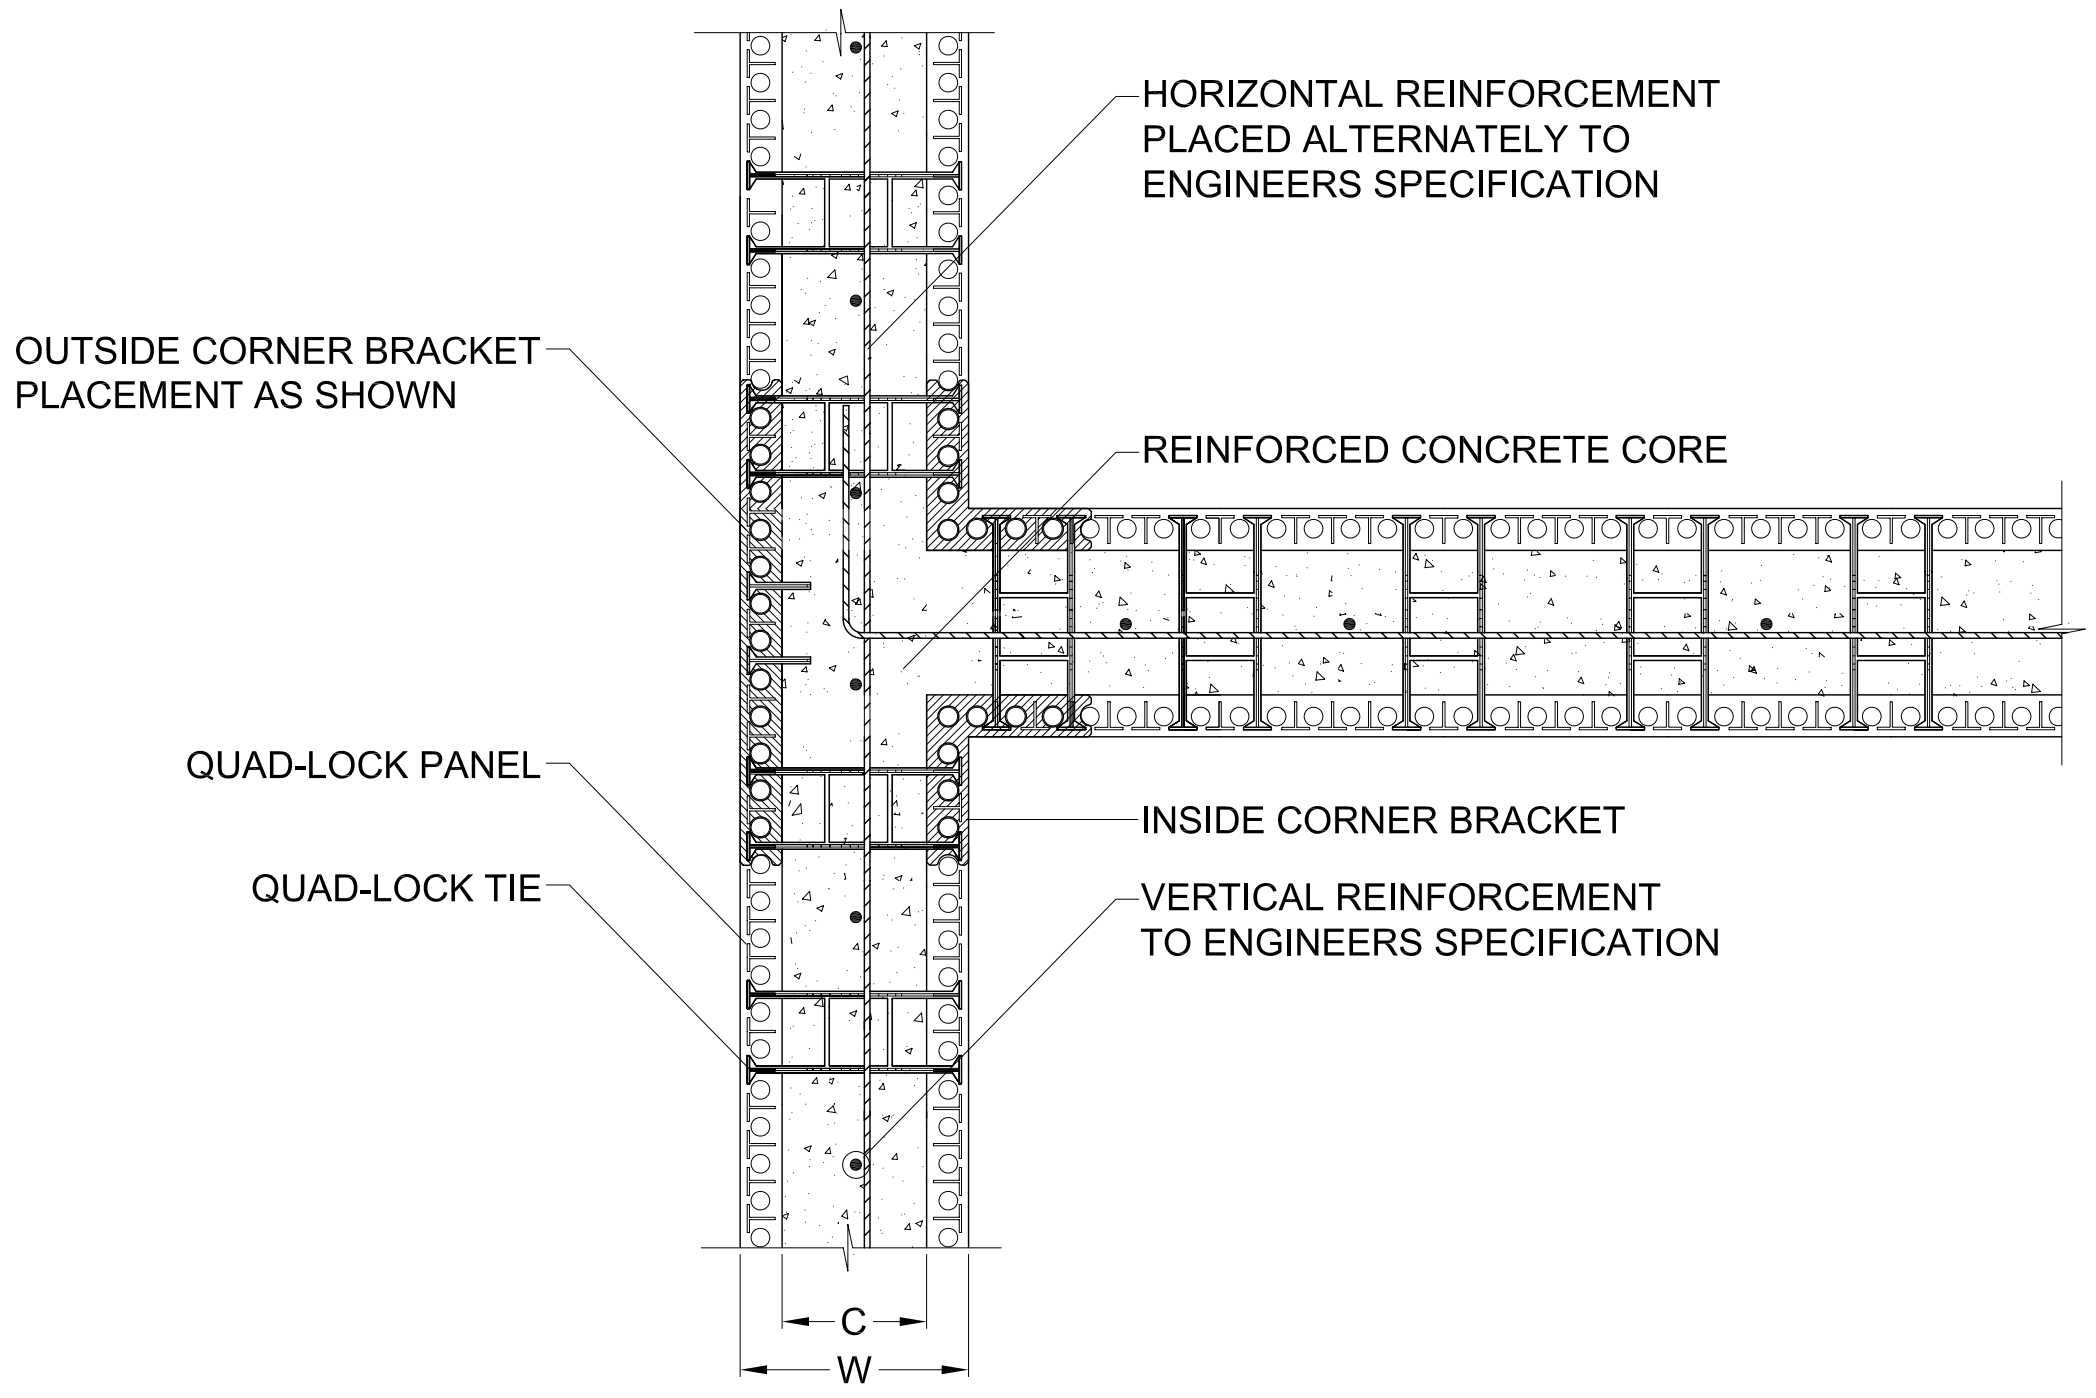 HORIZONTAL REINFORCEMENT
PLACED ALTERNATELY TO
ENGINEERS SPECIFICATION
OUTSIDE CORNER BRACKET
PLACEMENT AS SHOWN
REINFORCED CONCRETE CORE
QUAD-LOCK PANEL
INSIDE CORNER BRACKET
QUAD-LOCK TIE
VERTICAL REINFORCEMENT
TO ENGINEERS SPECIFICATION
C
W